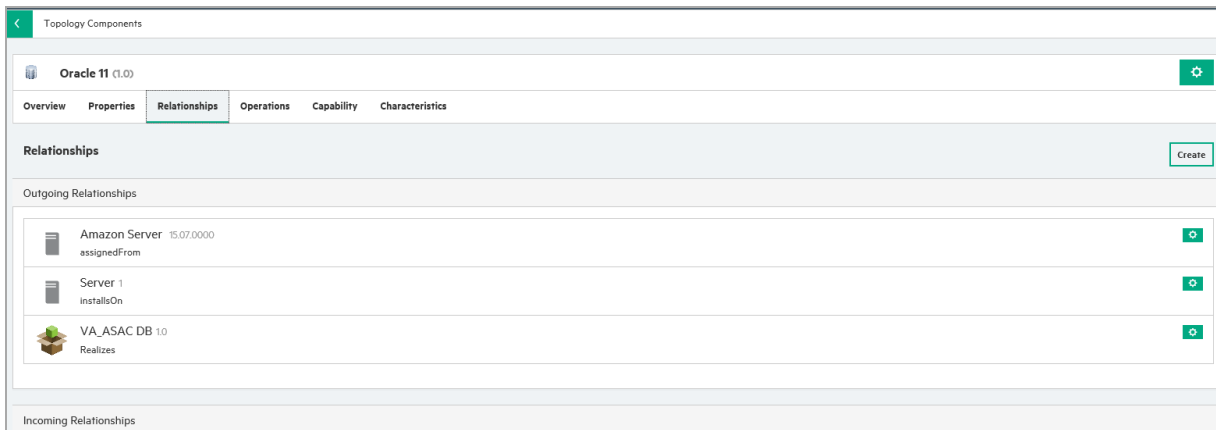 Topology Components
Oracle 11 (1.0)
Overview Properties Relationships Operations Capability Characteristics
Relationships
Create
Outgoing Relationships
Amazon Server 15.07.0000
assignedFrom
Server 1
installsOn
VA_ASAC DB 1.0
Realizes
Incoming Relationships